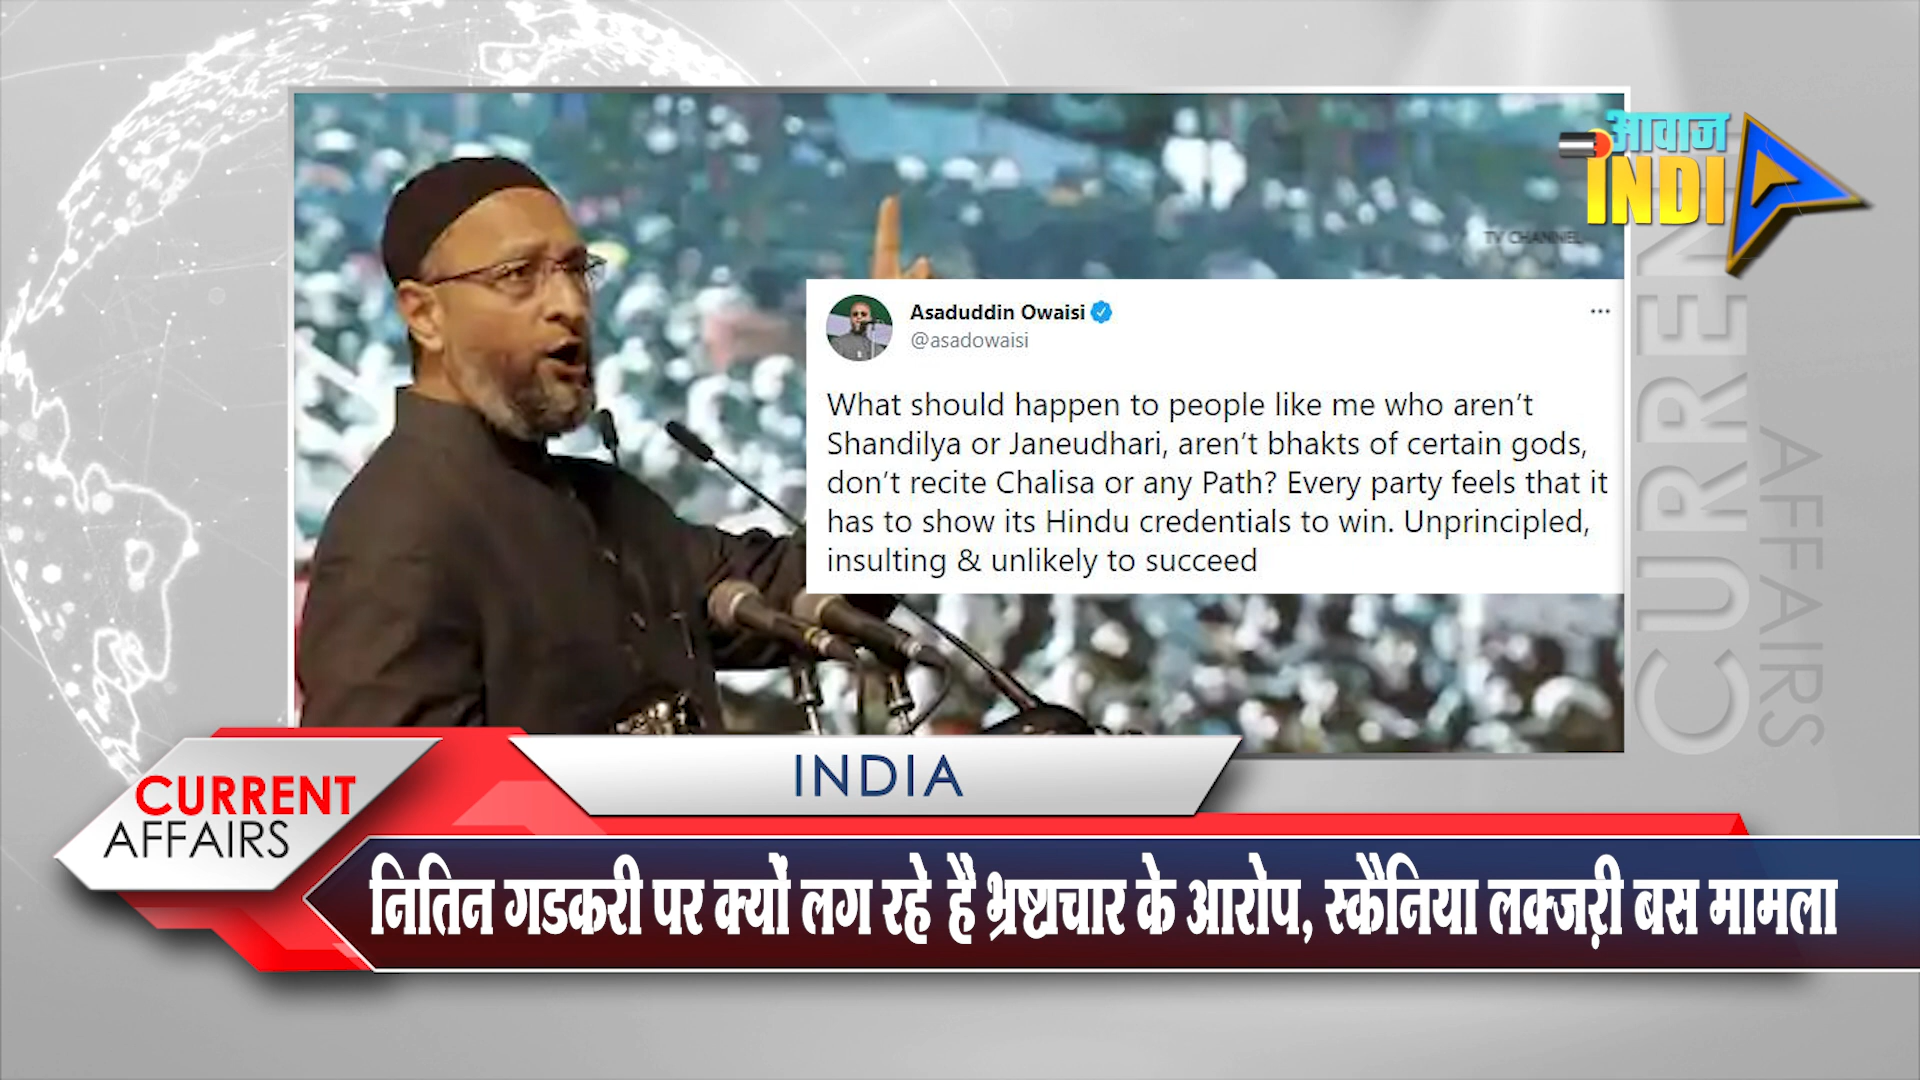 आवाज
INDI
TV CHANNEL
Asaduddin Owaisi
@asadowaisi
What should happen to people like me who aren't
Shandilya or Janeudhari, aren't bhakts of certain gods,
don't recite Chalisa or any Path? Every party feels that it
has to show its Hindu credentials to win. Unprincipled,
insulting & unlikely to succeed
CURRENT
AFFAIRS
INDIA
CURRENT
AFFAIRS
नितिन गडकरी पर क्यों लग रहे है भ्रष्टाचार के आरोप, स्कैनिया लक्जऱी बस मामला